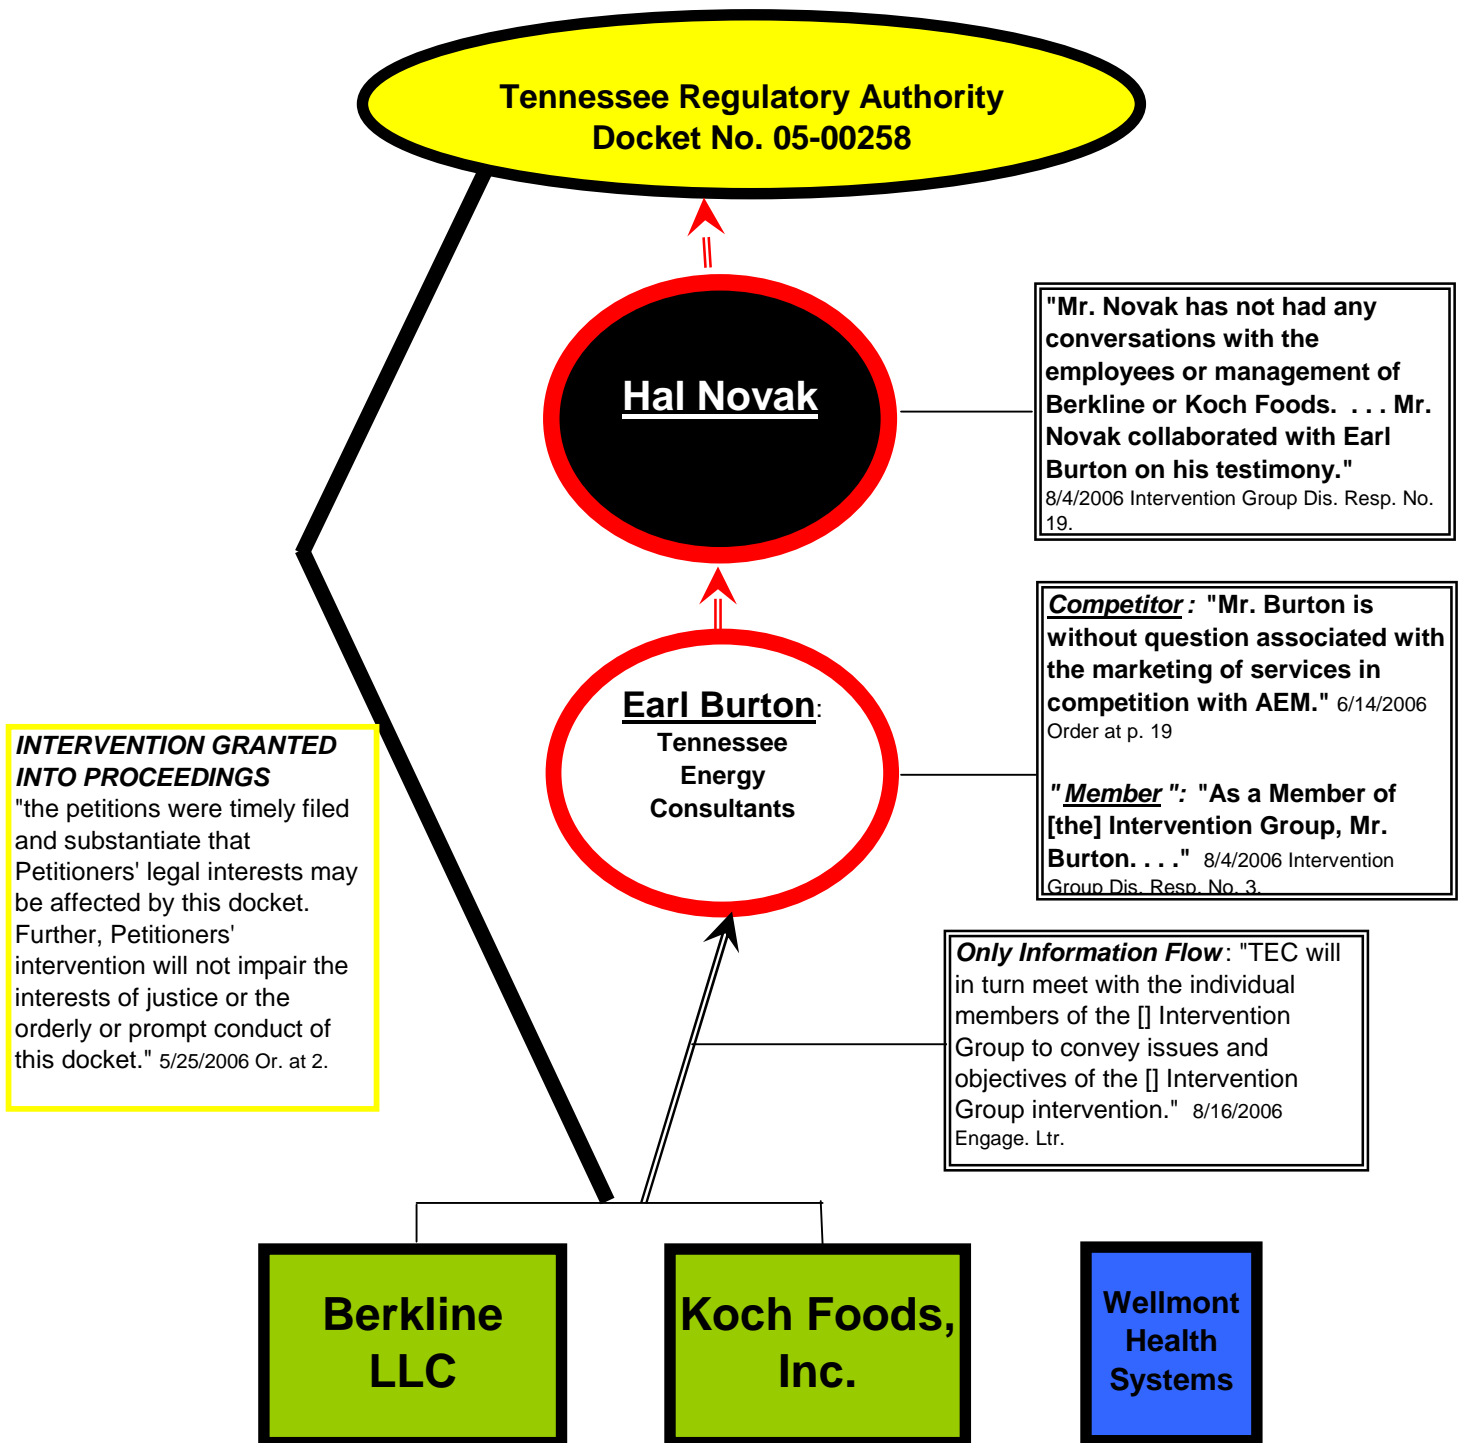 Tennessee Regulatory Authority
Docket No. 05-00258
Hal Novak
"Mr. Novak has not had any
conversations with the
employees or management of
Berkline or Koch Foods. . . . Mr.
Novak collaborated with Earl
Burton on his testimony."
8/4/2006 Intervention Group Dis. Resp. No.
19.
Earl Burton:
Tennessee
Energy
Consultants
Competitor: "Mr. Burton is
without question associated with
the marketing of services in
competition with AEM." 6/14/2006
Order at p. 19
"Member": "As a Member of
[the] Intervention Group, Mr.
Burton. . . ." 8/4/2006 Intervention
Group Dis. Resp. No. 3.
INTERVENTION GRANTED
INTO PROCEEDINGS
"the petitions were timely filed
and substantiate that
Petitioners' legal interests may
be affected by this docket.
Further, Petitioners'
intervention will not impair the
interests of justice or the
orderly or prompt conduct of
this docket." 5/25/2006 Or. at 2.
Only Information Flow: "TEC will
in turn meet with the individual
members of the [] Intervention
Group to convey issues and
objectives of the [] Intervention
Group intervention." 8/16/2006
Engage. Ltr.
Berkline
LLC
Koch Foods,
Inc.
Wellmont
Health
Systems